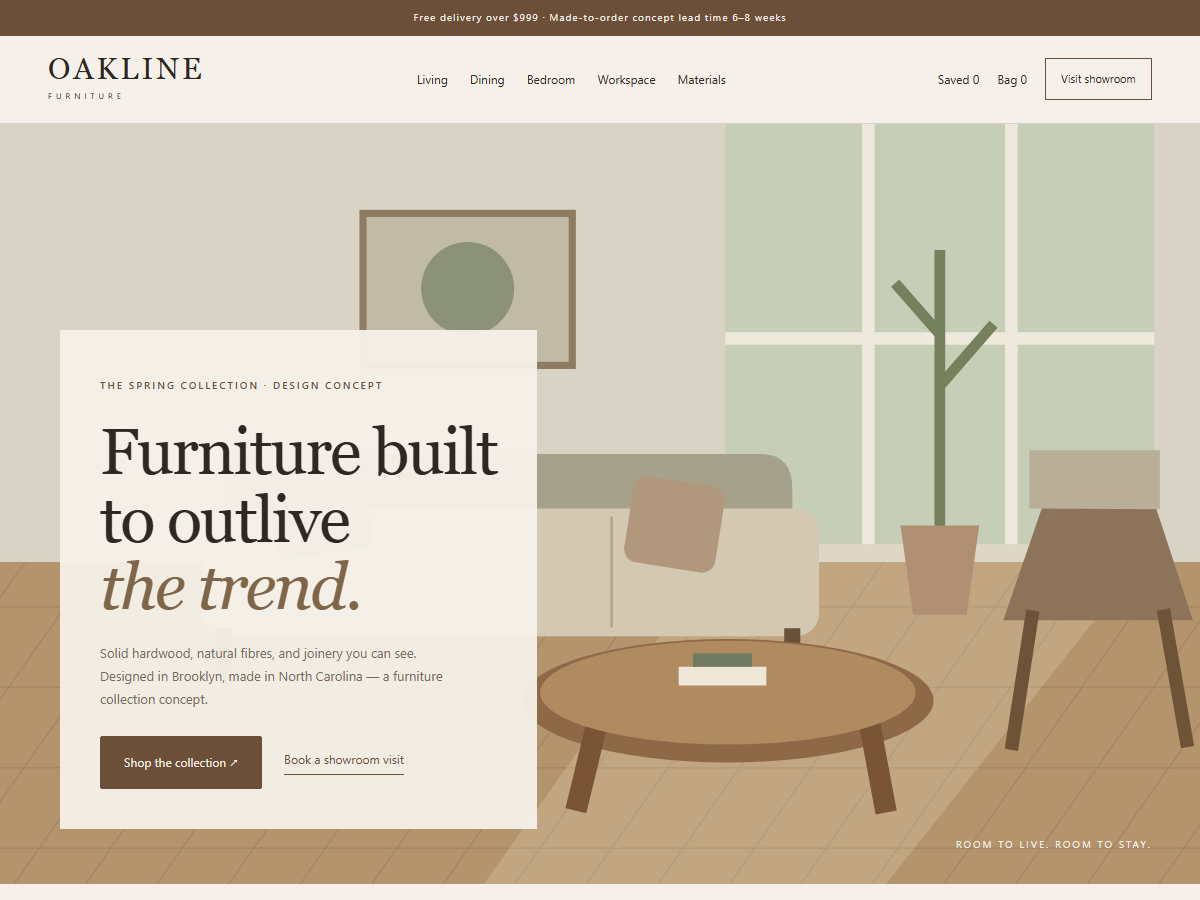 Free delivery over $999 · Made-to-order concept lead time 6–8 weeks
OAKLINE
FURNITURE
Living Dining Bedroom Workspace Materials
Saved 0 Bag 0 Visit showroom
THE SPRING COLLECTION · DESIGN CONCEPT
Furniture built
to outlive
the trend.
Solid hardwood, natural fibres, and joinery you can see.
Designed in Brooklyn, made in North Carolina — a furniture
collection concept.
Shop the collection ↗ Book a showroom visit
ROOM TO LIVE. ROOM TO STAY.